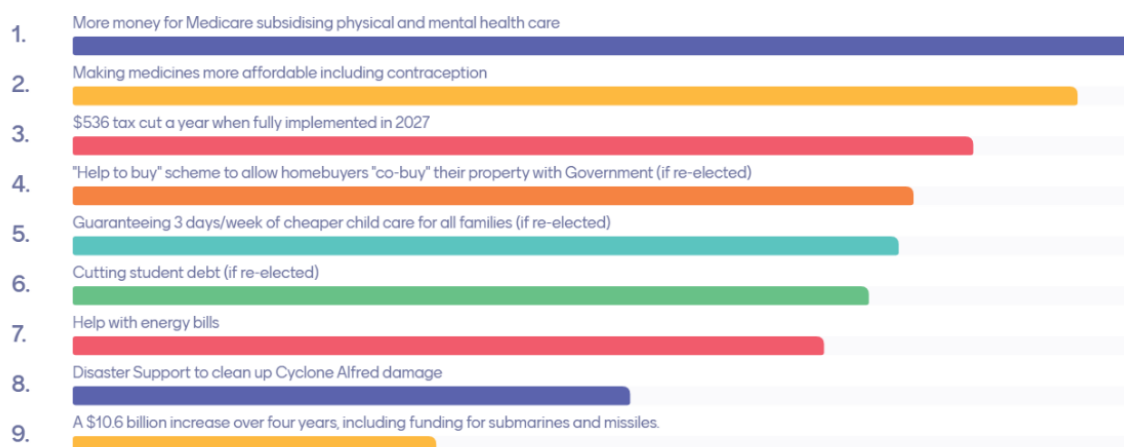 1.
More money for Medicare subsidising physical and mental health care
2.
Making medicines more affordable including contraception
3.
$536 tax cut a year when fully implemented in 2027
4.
"Help to buy" scheme to allow homebuyers "co-buy" their property with Government (if re-elected)
5.
Guaranteeing 3 days/week of cheaper child care for all families (if re-elected)
6.
Cutting student debt (if re-elected)
7.
Help with energy bills
8.
Disaster Support to clean up Cyclone Alfred damage
9.
A $10.6 billion increase over four years, including funding for submarines and missiles.